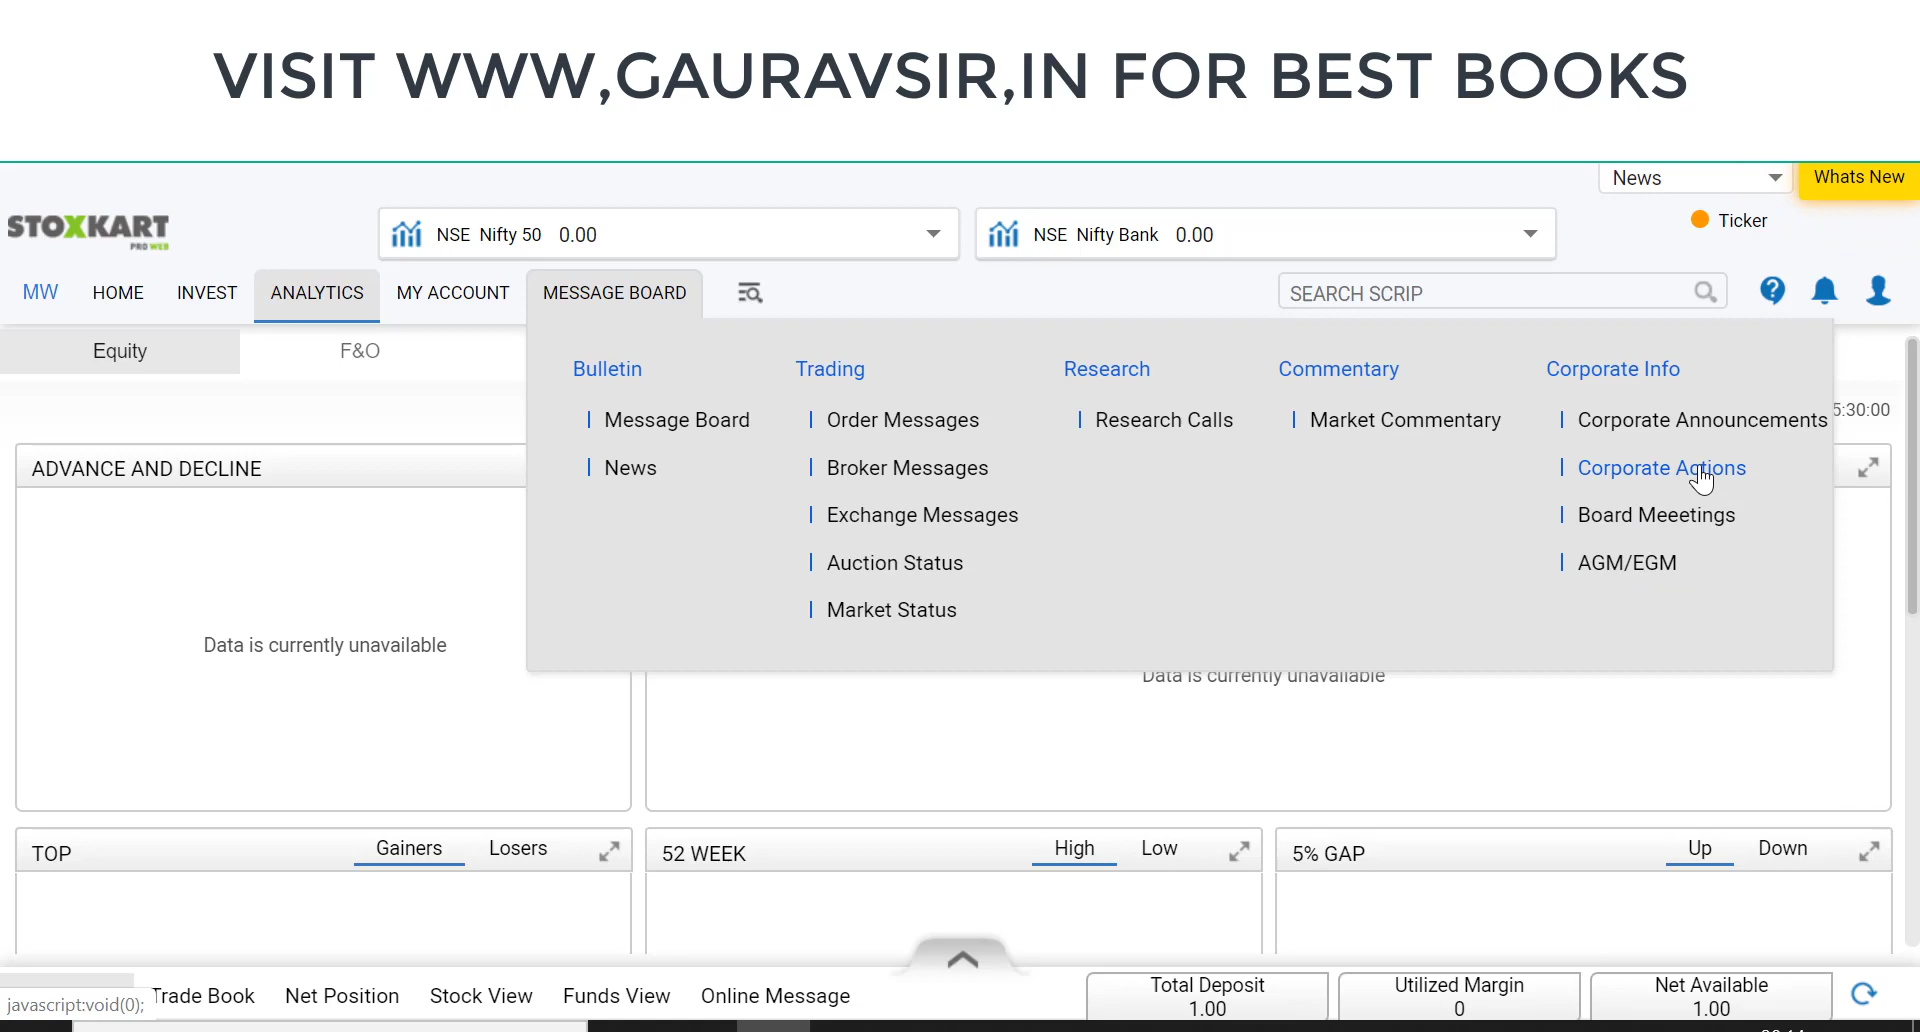 VISIT WWW,GAURAVSIR,IN FOR BEST BOOKS
News
Whats New
STOXKART
PRO WEB
NSE Nifty 50 0.00
NSE Nifty Bank 0.00
Ticker
MW HOME INVEST ANALYTICS MY ACCOUNT MESSAGE BOARD
SEARCH SCRIP
Equity F&O
Bulletin
Message Board
News
Trading
Order Messages
Broker Messages
Exchange Messages
Auction Status
Market Status
Research
Research Calls
Commentary
Market Commentary
Corporate Info
Corporate Announcements
Corporate Actions
Board Meeetings
AGM/EGM
5:30:00
ADVANCE AND DECLINE
Data is currently unavailable
Data is currently unavailable
TOP Gainers Losers
52 WEEK High Low
5% GAP Up Down
javascript:void(0);
Trade Book Net Position Stock View Funds View Online Message
Total Deposit
1.00
Utilized Margin
0
Net Available
1.00